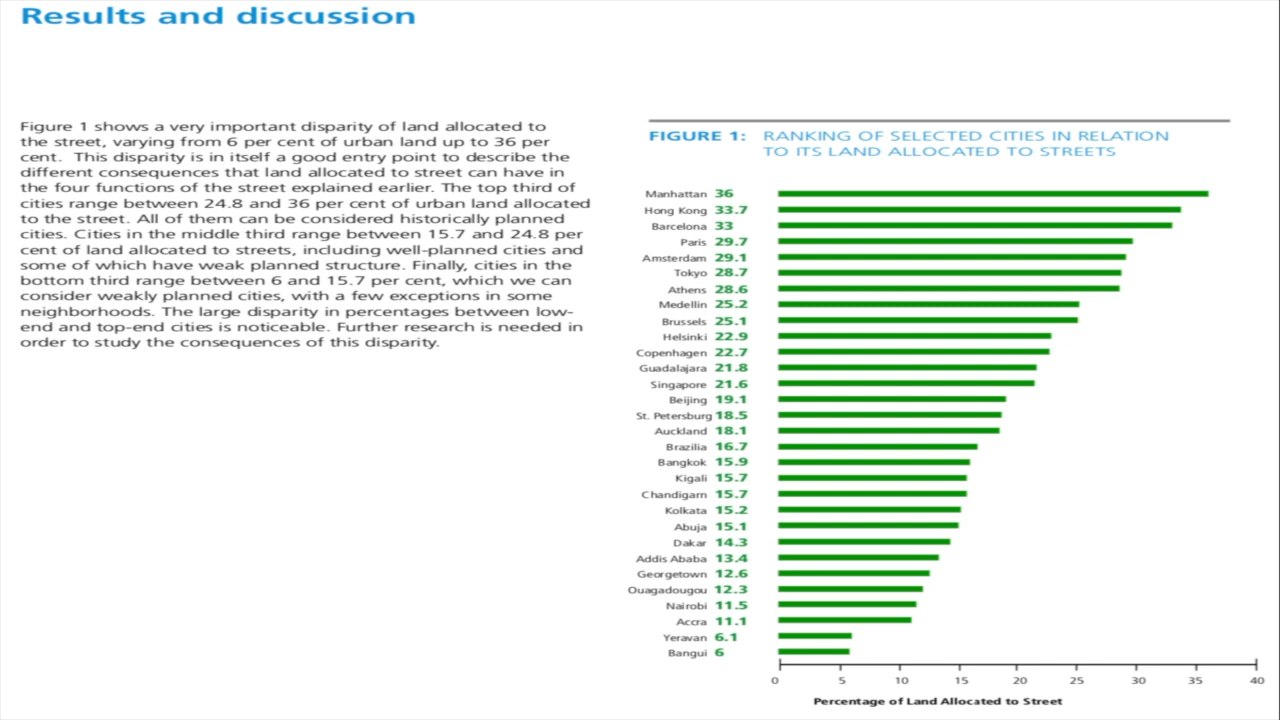 Results and discussion
Figure 1 shows a very important disparity of land allocated to
the street, varying from 6 per cent of urban land up to 36 per
cent.  This disparity is in itself a good entry point to describe the
different consequences that land allocated to street can have in
the four functions of the street explained earlier. The top third of
cities range between 24.8 and 36 per cent of urban land allocated
to the street. All of them can be considered historically planned
cities. Cities in the middle third range between 15.7 and 24.8 per
cent of land allocated to streets, including well-planned cities and
some of which have weak planned structure. Finally, cities in the
bottom third range between 6 and 15.7 per cent, which we can
consider weakly planned cities, with a few exceptions in some
neighborhoods. The large disparity in percentages between low-
end and top-end cities is noticeable. Further research is needed in
order to study the consequences of this disparity.
FIGURE 1: RANKING OF SELECTED CITIES IN RELATION
TO ITS LAND ALLOCATED TO STREETS
Manhattan 36
Hong Kong 33.7
Barcelona 33
Paris 29.7
Amsterdam 29.1
Tokyo 28.7
Athens 28.6
Medellin 25.2
Brussels 25.1
Helsinki 22.9
Copenhagen 22.7
Guadalajara 21.8
Singapore 21.6
Beijing 19.1
St. Petersburg 18.5
Auckland 18.1
Brazilia 16.7
Bangkok 15.9
Kigali 15.7
Chandigarn 15.7
Kolkata 15.2
Abuja 15.1
Dakar 14.3
Addis Ababa 13.4
Georgetown 12.6
Ouagadougou 12.3
Nairobi 11.5
Accra 11.1
Yeravan 6.1
Bangui 6
0 5 10 15 20 25 30 35 40
Percentage of Land Allocated to Street